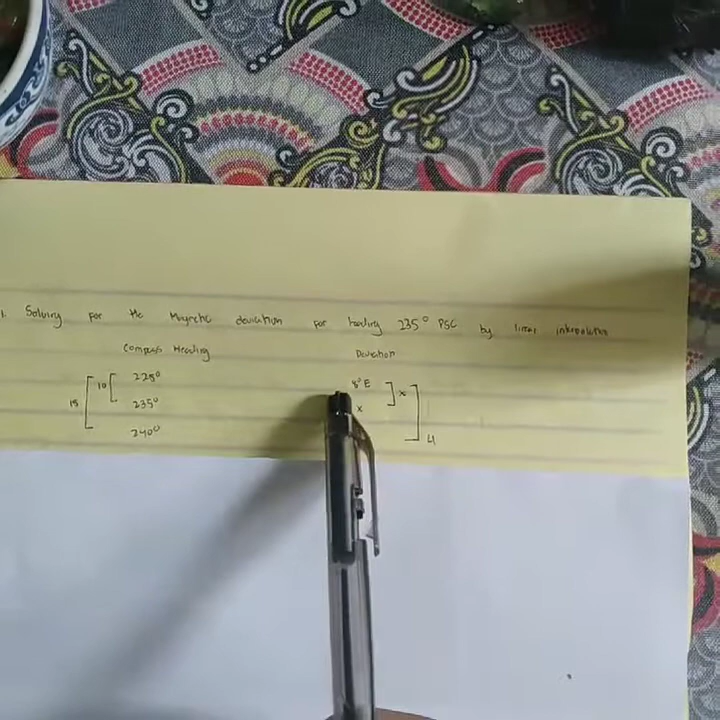 1. Solving for the Magnetic deviation for heading 235° PSC by linear interpolation
Compass Heading Deviation
15 10 225° 8°E x
235° x
240° 4